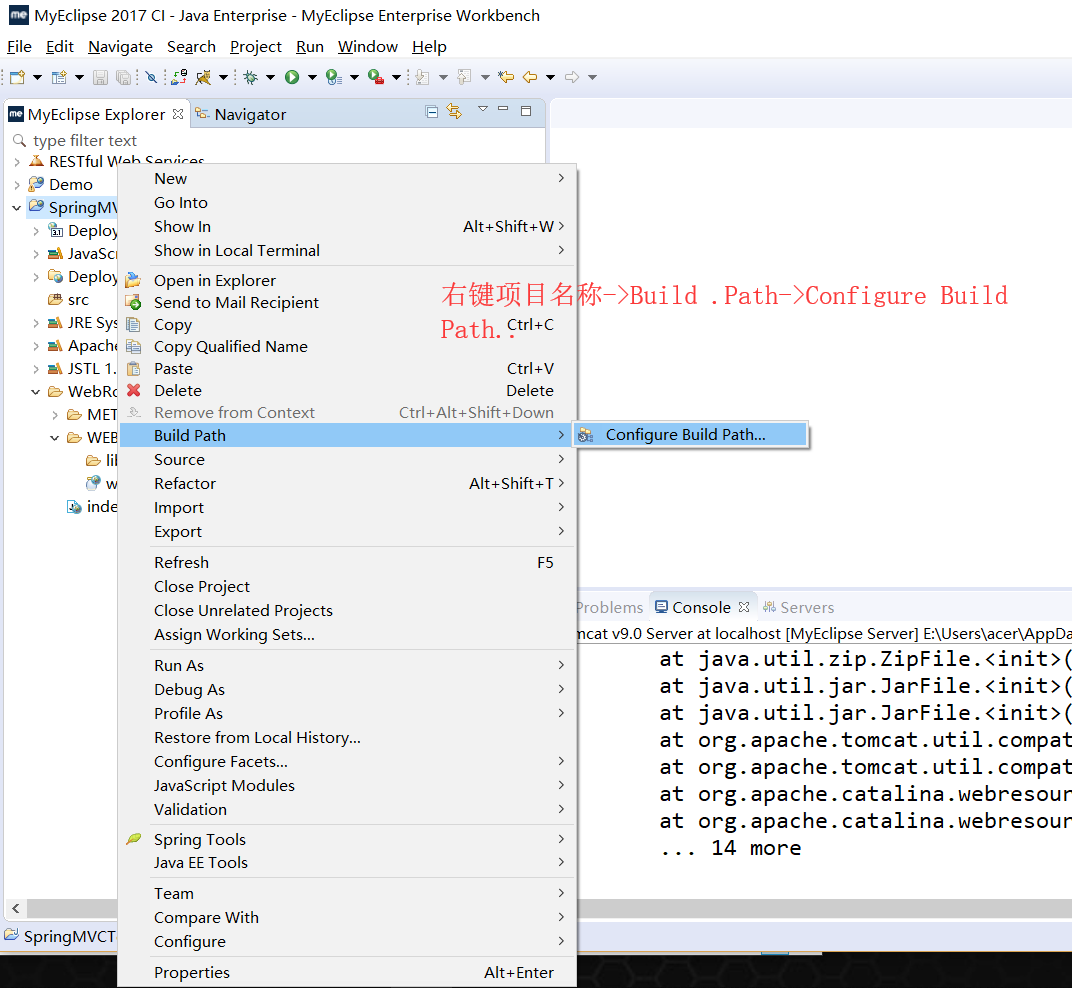 me MyEclipse 2017 CI - Java Enterprise - MyEclipse Enterprise Workbench
File Edit Navigate Search Project Run Window Help
me MyEclipse Explorer Navigator
type filter text
RESTful Web Services
Demo
SpringMV
Deploy
JavaScr
Deploy
src
JRE Sys
Apache
JSTL 1.
WebRo
MET
WEB
lib
w
inde
New
Go Into
Show In Alt+Shift+W
Show in Local Terminal
Open in Explorer
Send to Mail Recipient
Copy Ctrl+C
Copy Qualified Name
Paste Ctrl+V
Delete Delete
Remove from Context Ctrl+Alt+Shift+Down
Build Path
Source
Refactor Alt+Shift+T
Import
Export
Refresh F5
Close Project
Close Unrelated Projects
Assign Working Sets...
Run As
Debug As
Profile As
Restore from Local History...
Configure Facets...
JavaScript Modules
Validation
Spring Tools
Java EE Tools
Team
Compare With
Configure
Properties Alt+Enter
Configure Build Path...
右键项目名称->Build .Path->Configure Build
Path..
Problems Console Servers
mcat v9.0 Server at localhost [MyEclipse Server] E:\Users\acer\AppDa
at java.util.zip.ZipFile.<init>(
at java.util.jar.JarFile.<init>(
at java.util.jar.JarFile.<init>(
at org.apache.tomcat.util.compat
at org.apache.tomcat.util.compat
at org.apache.catalina.webresour
at org.apache.catalina.webresour
... 14 more
SpringMVCT